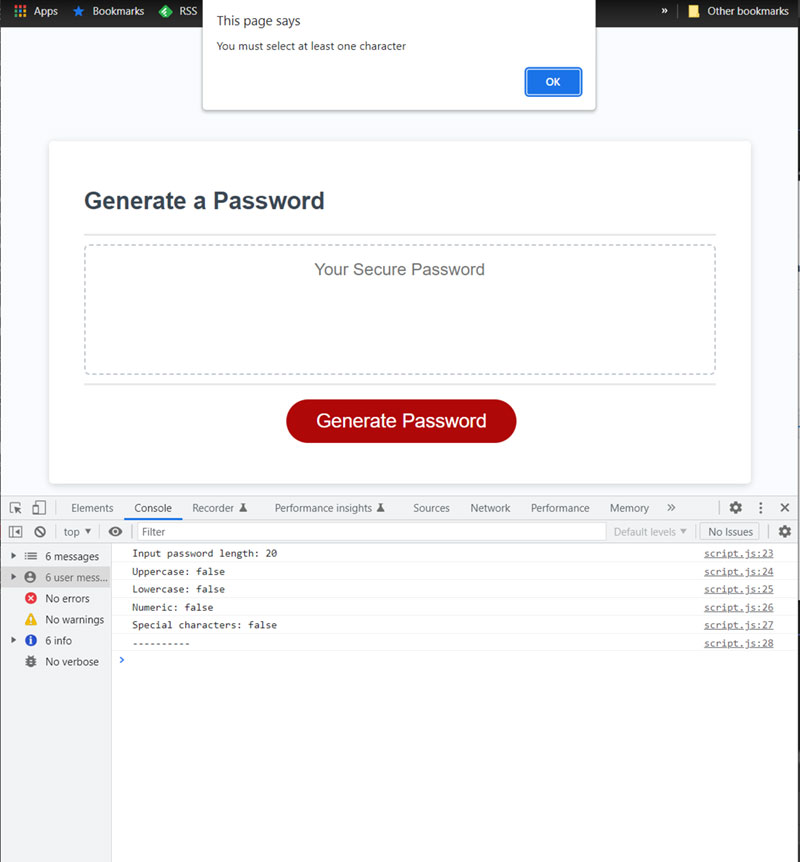 Apps Bookmarks RSS » Other bookmarks
This page says
You must select at least one character
OK
Generate a Password
Your Secure Password
Generate Password
Elements Console Recorder Performance insights Sources Network Performance Memory »
top ▼ Filter Default levels ▼ No Issues
6 messages
6 user mess...
No errors
No warnings
6 info
No verbose
Input password length: 20 script.js:23
Uppercase: false script.js:24
Lowercase: false script.js:25
Numeric: false script.js:26
Special characters: false script.js:27
---------- script.js:28
>